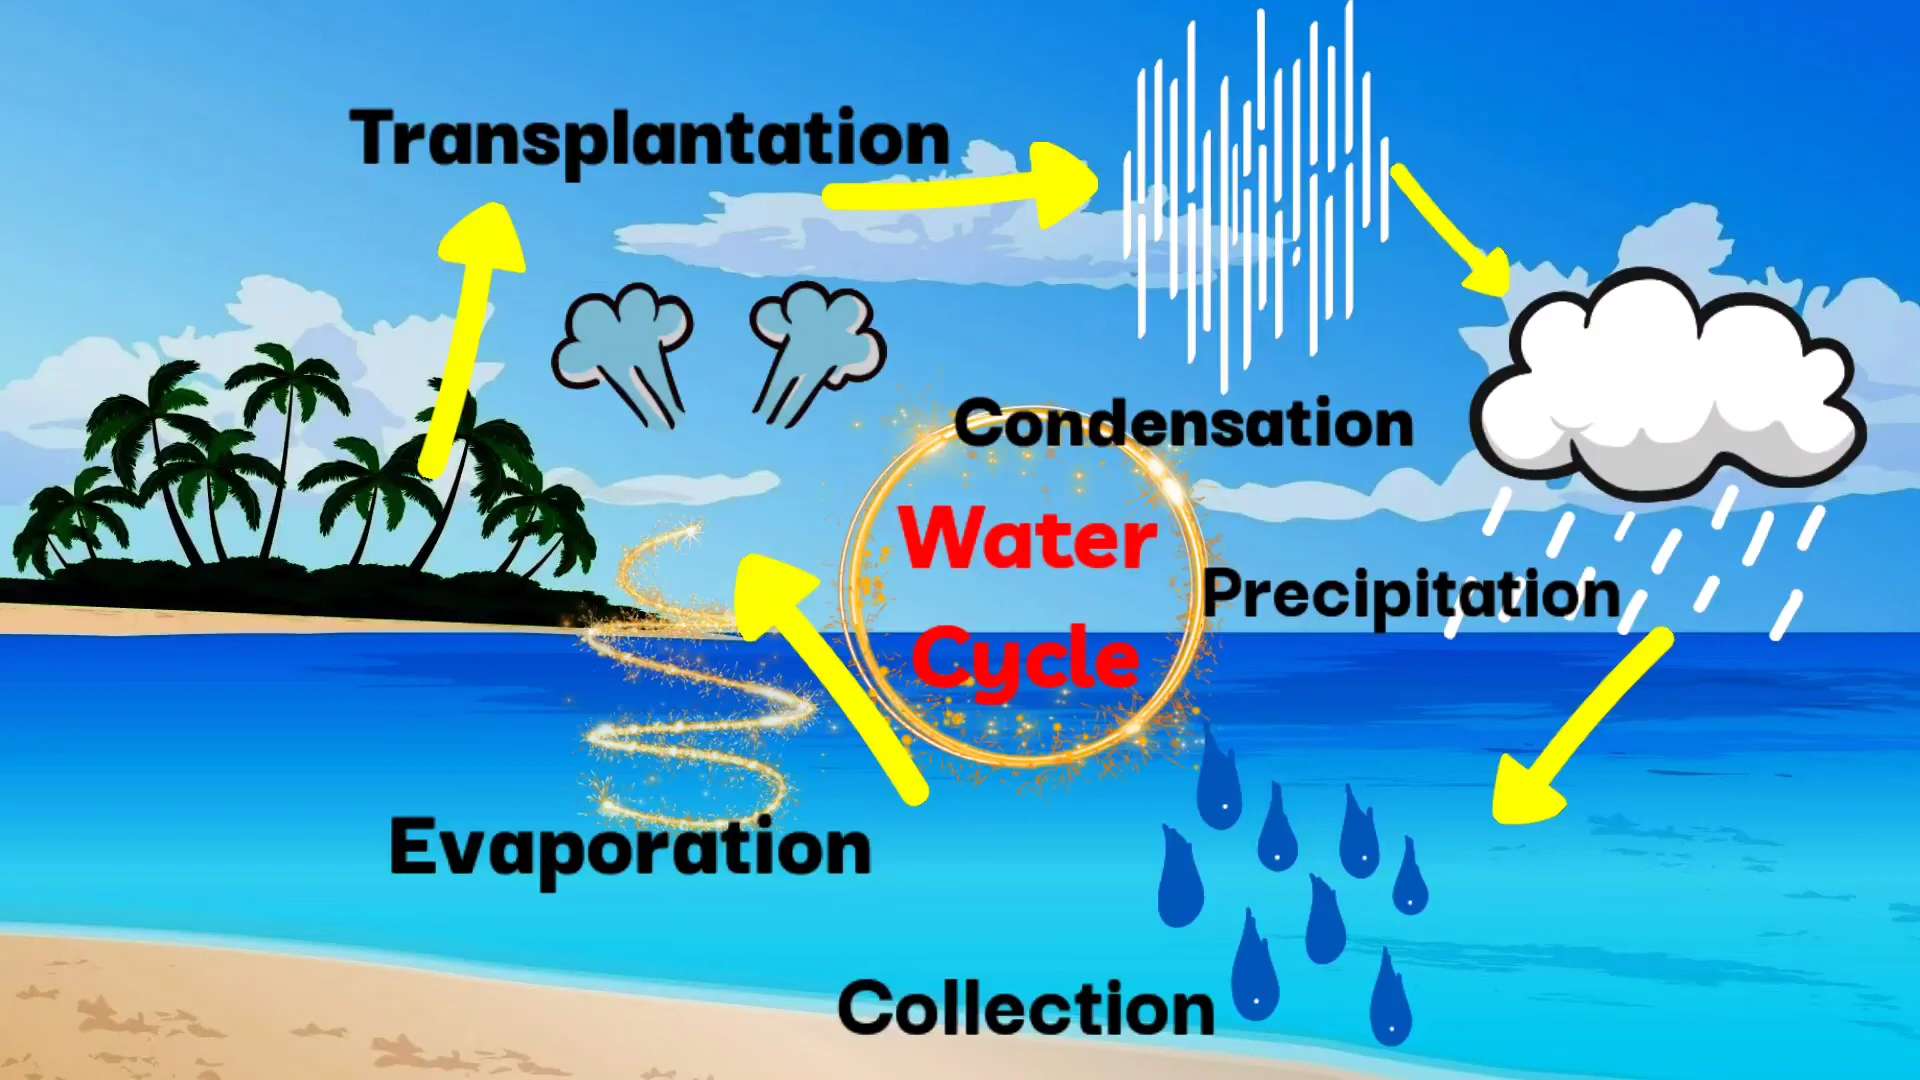 Transplantation
Condensation
Water
Cycle
Precipitation
Evaporation
Collection